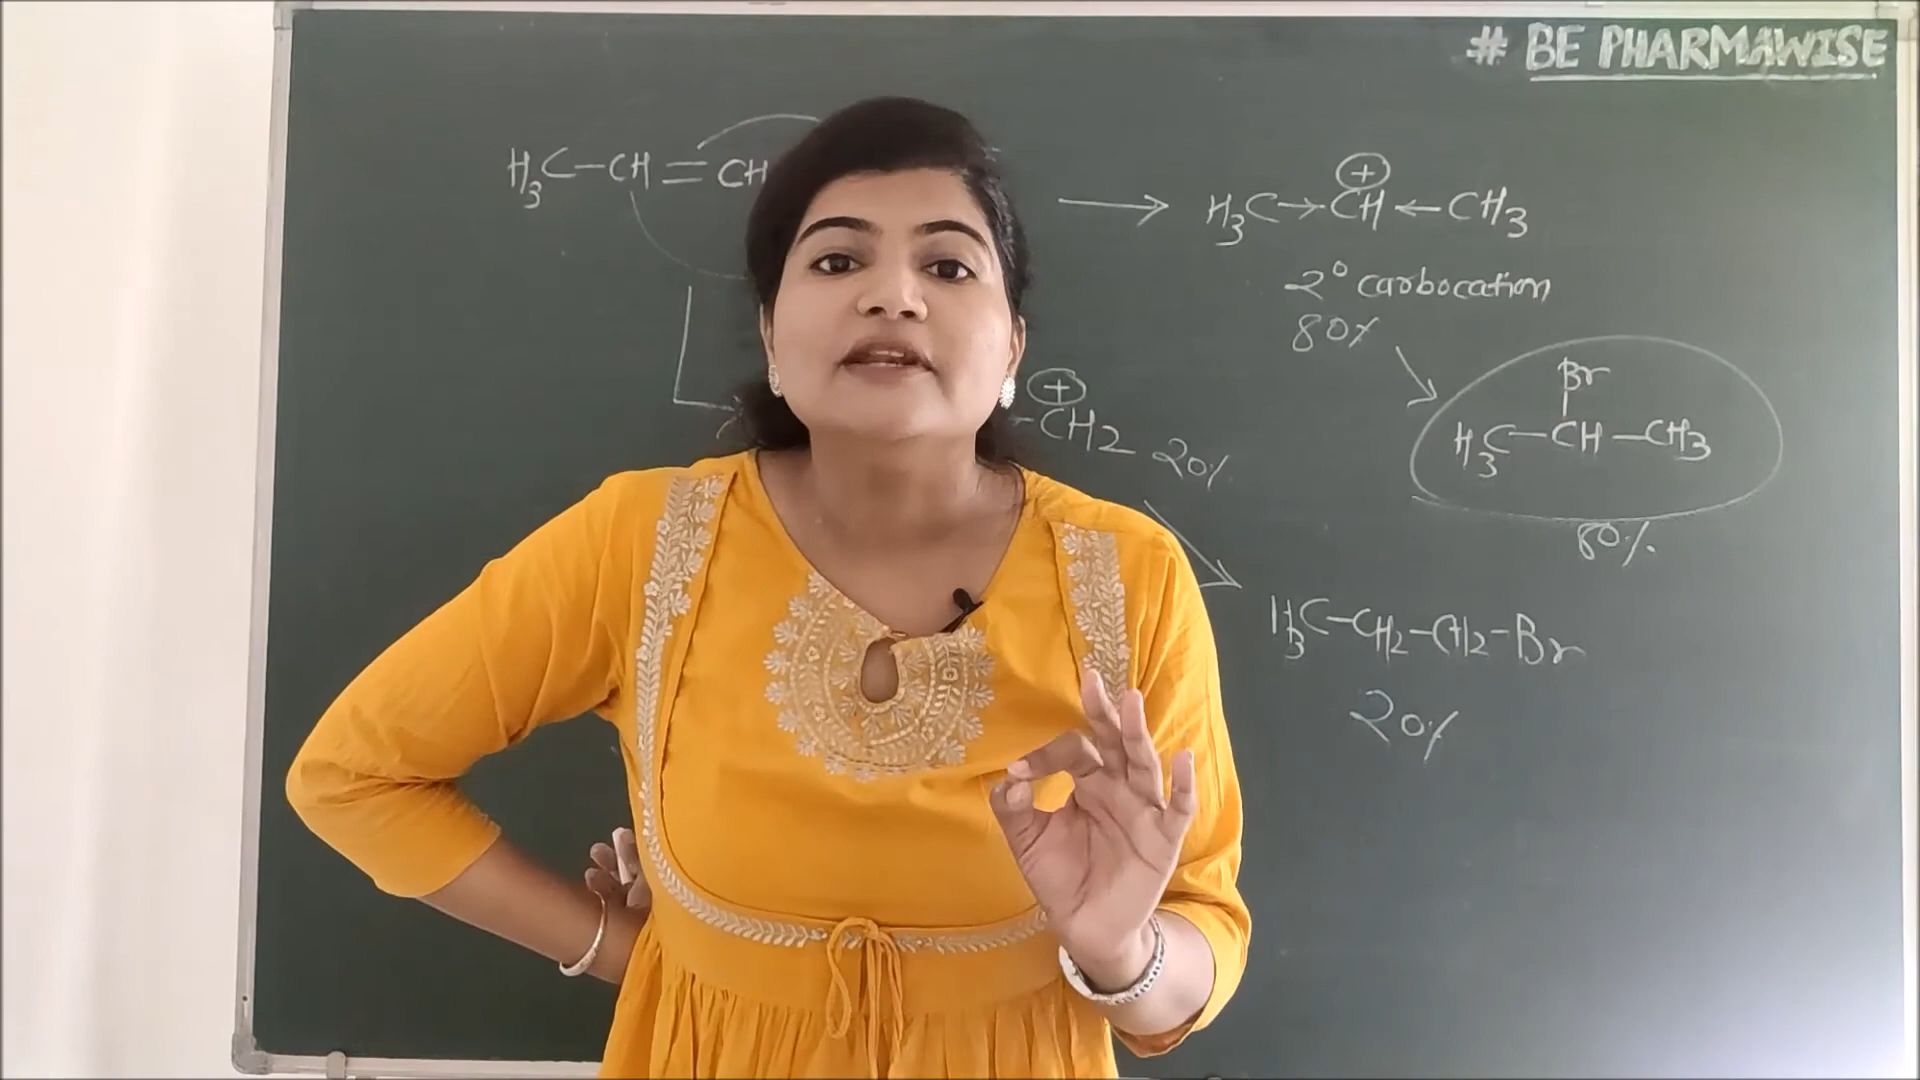 # BE PHARMAWISE
H3C-CH=CH
H3C→CH←CH3
+
2° carbocation
80%
+
-CH2 20%
Br
H3C-CH-CH3
80%
H3C-CH2-CH2-Br
20%